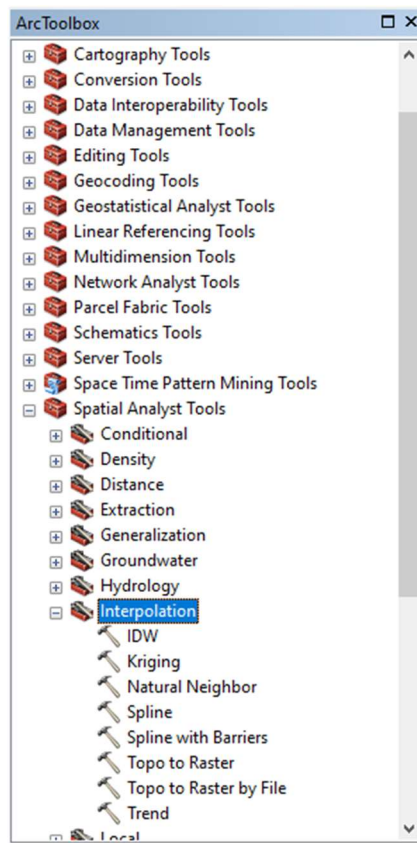 ArcToolbox
Cartography Tools
Conversion Tools
Data Interoperability Tools
Data Management Tools
Editing Tools
Geocoding Tools
Geostatistical Analyst Tools
Linear Referencing Tools
Multidimension Tools
Network Analyst Tools
Parcel Fabric Tools
Schematics Tools
Server Tools
Space Time Pattern Mining Tools
Spatial Analyst Tools
Conditional
Density
Distance
Extraction
Generalization
Groundwater
Hydrology
Interpolation
IDW
Kriging
Natural Neighbor
Spline
Spline with Barriers
Topo to Raster
Topo to Raster by File
Trend
Local